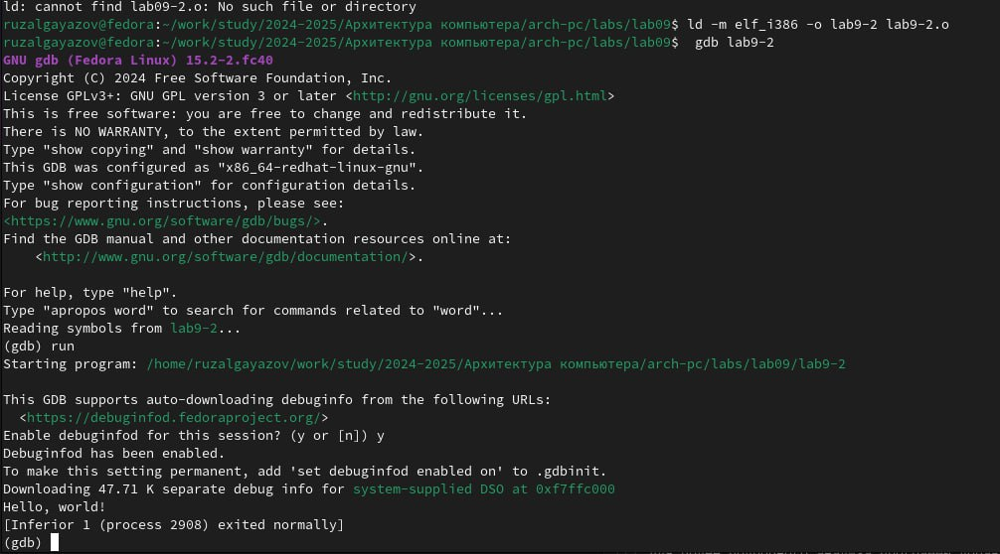 ld: cannot find lab09-2.o: No such file or directory
ruzalgayazov@fedora:~/work/study/2024-2025/Архитектура компьютера/arch-pc/labs/lab09$ ld -m elf_i386 -o lab9-2 lab9-2.o
ruzalgayazov@fedora:~/work/study/2024-2025/Архитектура компьютера/arch-pc/labs/lab09$  gdb lab9-2
GNU gdb (Fedora Linux) 15.2-2.fc40
Copyright (C) 2024 Free Software Foundation, Inc.
License GPLv3+: GNU GPL version 3 or later <http://gnu.org/licenses/gpl.html>
This is free software: you are free to change and redistribute it.
There is NO WARRANTY, to the extent permitted by law.
Type "show copying" and "show warranty" for details.
This GDB was configured as "x86_64-redhat-linux-gnu".
Type "show configuration" for configuration details.
For bug reporting instructions, please see:
<https://www.gnu.org/software/gdb/bugs/>.
Find the GDB manual and other documentation resources online at:
    <http://www.gnu.org/software/gdb/documentation/>.

For help, type "help".
Type "apropos word" to search for commands related to "word"...
Reading symbols from lab9-2...
(gdb) run
Starting program: /home/ruzalgayazov/work/study/2024-2025/Архитектура компьютера/arch-pc/labs/lab09/lab9-2

This GDB supports auto-downloading debuginfo from the following URLs:
  <https://debuginfod.fedoraproject.org/>
Enable debuginfod for this session? (y or [n]) y
Debuginfod has been enabled.
To make this setting permanent, add 'set debuginfod enabled on' to .gdbinit.
Downloading 47.71 K separate debug info for system-supplied DSO at 0xf7ffc000
Hello, world!
[Inferior 1 (process 2908) exited normally]
(gdb)